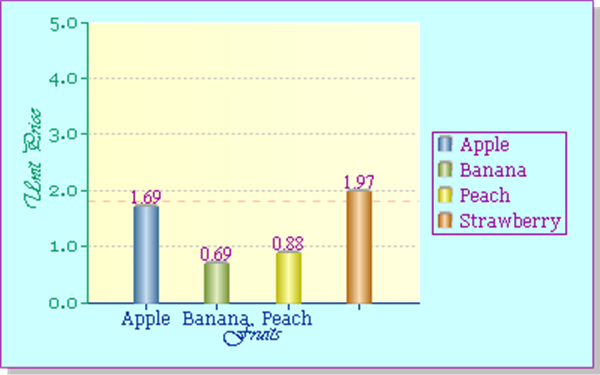 5.0
4.0
3.0
2.0
1.0
0.0
Unit Price
1.69
0.69
0.88
1.97
Apple Banana Peach
Fruits
Apple
Banana
Peach
Strawberry